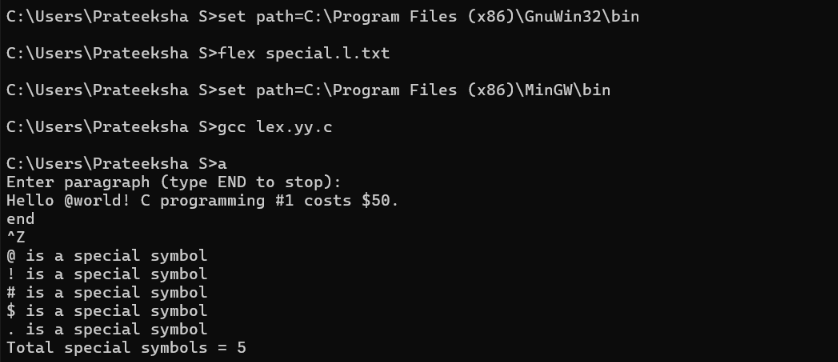 C:\Users\Prateeksha S>set path=C:\Program Files (x86)\GnuWin32\bin
C:\Users\Prateeksha S>flex special.l.txt
C:\Users\Prateeksha S>set path=C:\Program Files (x86)\MinGW\bin
C:\Users\Prateeksha S>gcc lex.yy.c
C:\Users\Prateeksha S>a
Enter paragraph (type END to stop):
Hello @world! C programming #1 costs $50.
end
^Z
@ is a special symbol
! is a special symbol
# is a special symbol
$ is a special symbol
. is a special symbol
Total special symbols = 5